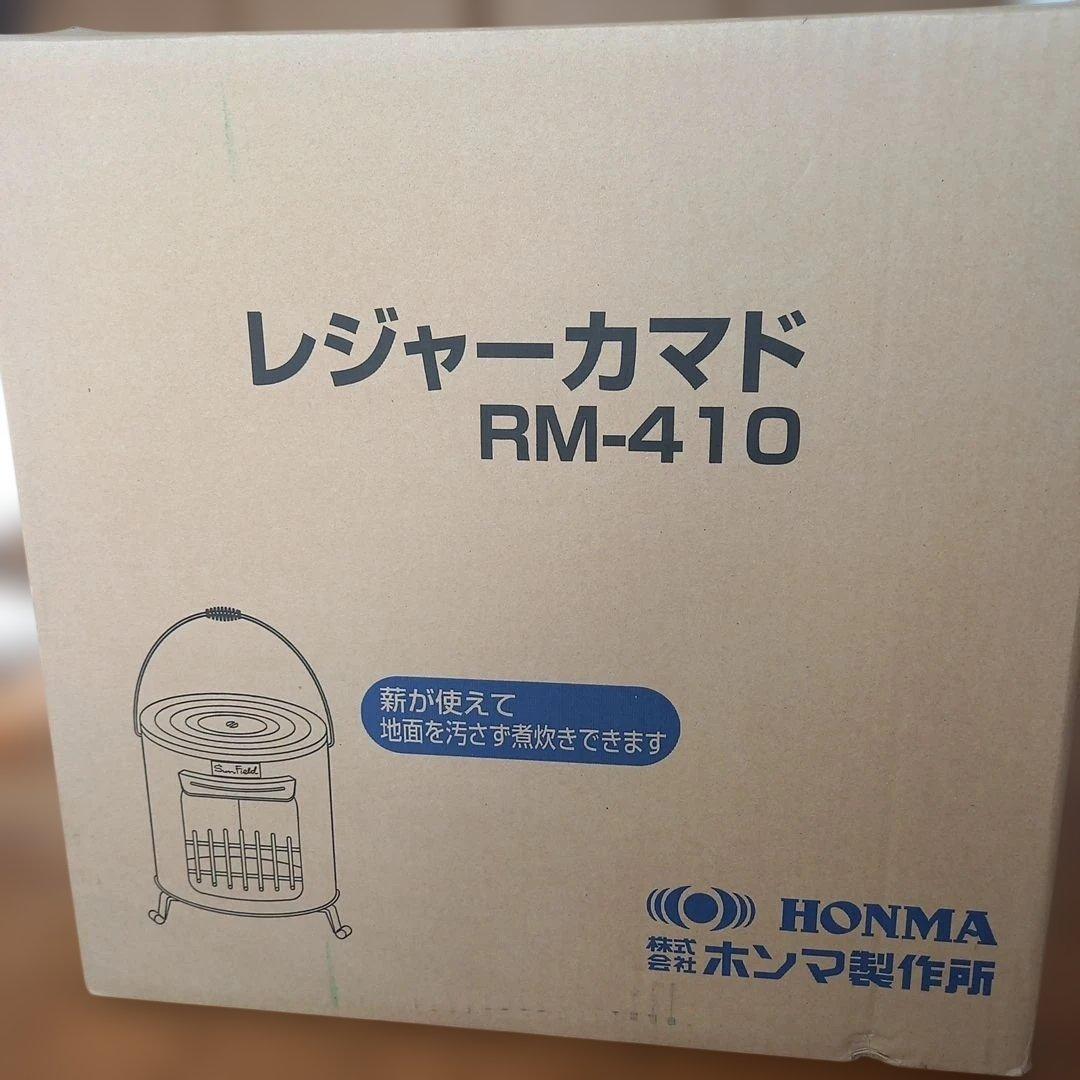 レジャーカマド
RM-410
薪が使えて
地面を汚さず煮炊きできます
Sun Field
HONMA
株式会社 ホンマ製作所